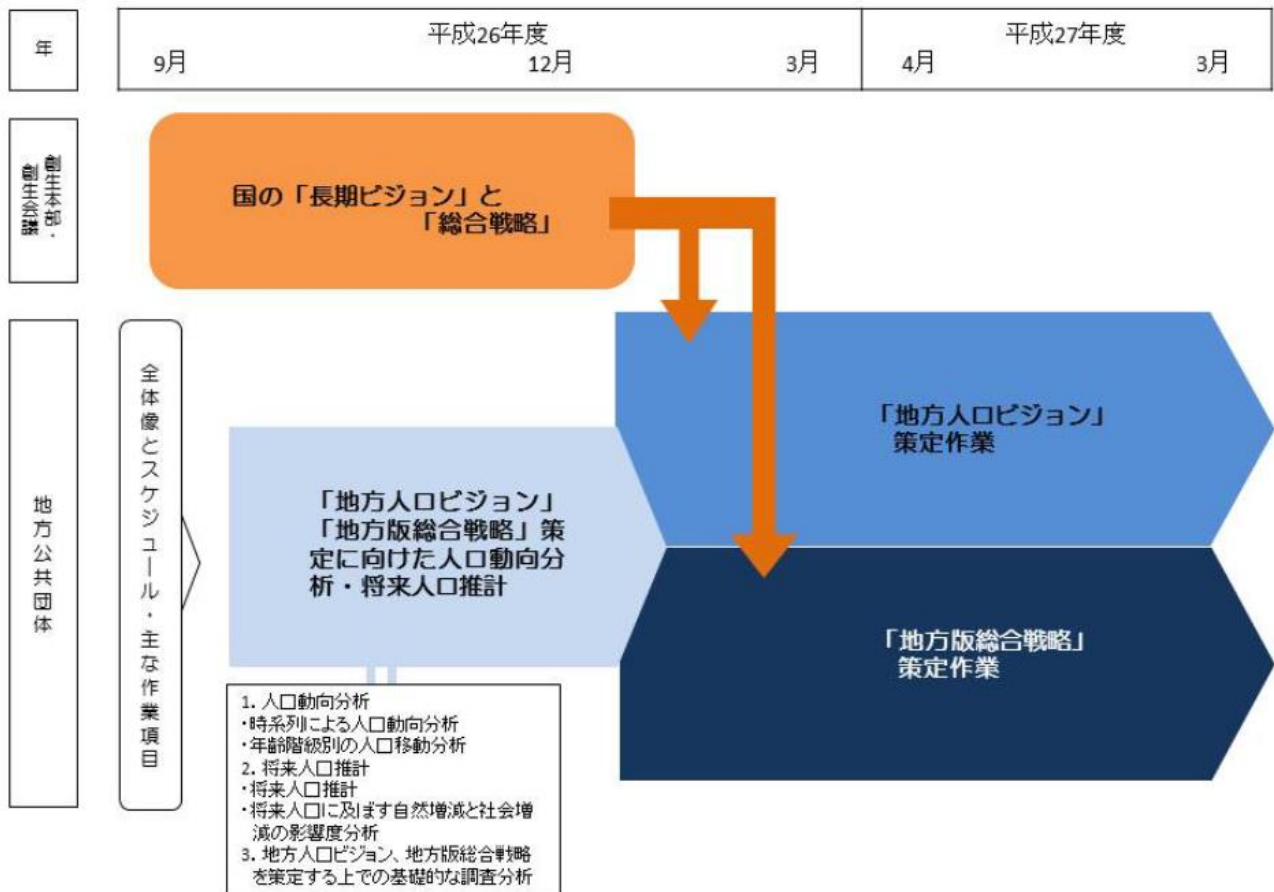 年
平成26年度
平成27年度
9月
12月
3月
4月
3月
創生本部・
創生会議
国の「長期ビジョン」と
「総合戦略」
地方公共団体
全体像とスケジュール・主な作業項目
「地方人口ビジョン」
策定作業
「地方人口ビジョン」
「地方版総合戦略」策
定に向けた人口動向分
析・将来人口推計
「地方版総合戦略」
策定作業
1. 人口動向分析
・時系列による人口動向分析
・年齢階級別の人口移動分析
2. 将来人口推計
・将来人口推計
・将来人口に及ぼす自然増減と社会増
減の影響度分析
3. 地方人口ビジョン、地方版総合戦略
を策定する上での基礎的な調査分析